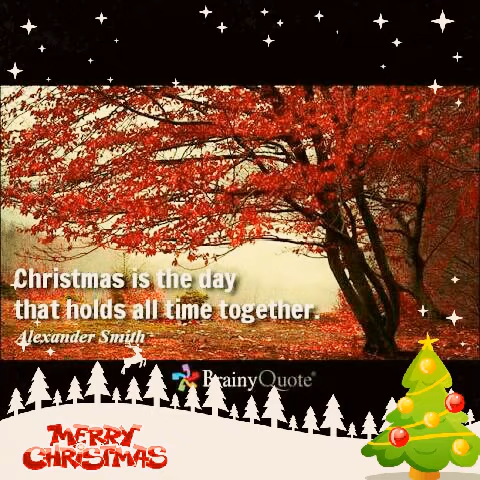 Christmas is the day
that holds all time together.
Alexander Smith
BrainyQuote®
MERRY
CHRISTMAS